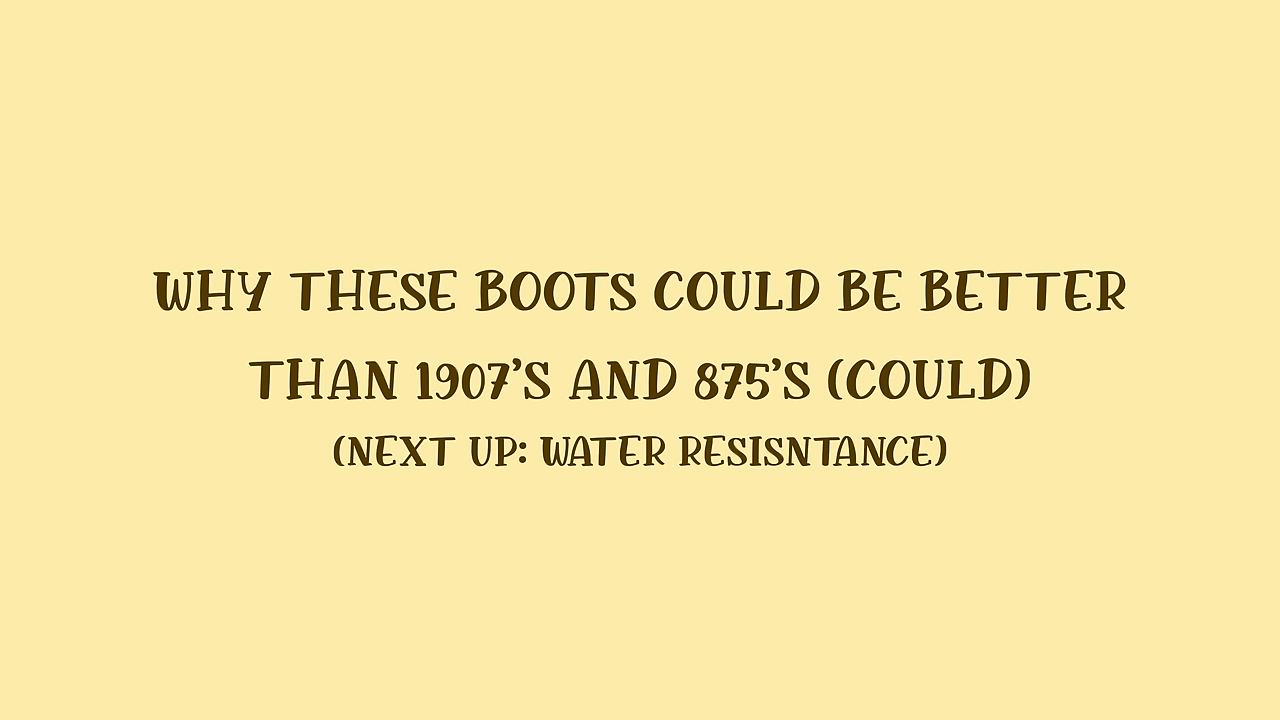 WHY THESE BOOTS COULD BE BETTER
THAN 1907'S AND 875'S (COULD)
(NEXT UP: WATER RESISNTANCE)